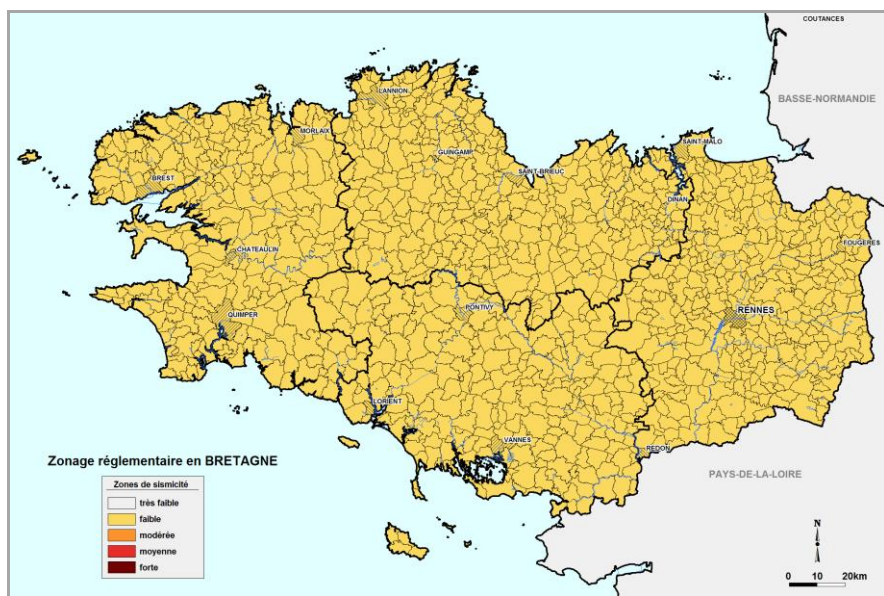 COUTANCES
BASSE-NORMANDIE
LANNION
MORLAIX
GUINGAMP
SAINT-MALO
SAINT-BRIEUC
BREST
DINAN
CHATEAULIN
FOUGERES
PONTIVY
RENNES
QUIMPER
LORIENT
VANNES
REDON
Zonage réglementaire en BRETAGNE
PAYS-DE-LA-LOIRE
Zones de sismicité
très faible
faible
modérée
moyenne
forte
N
0 10 20km